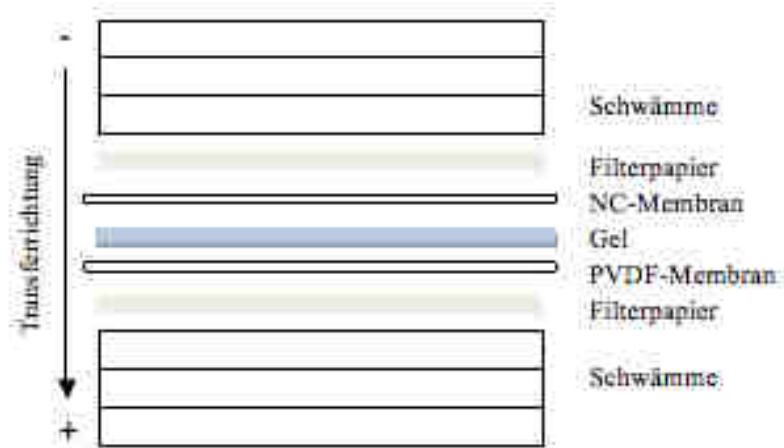 -
Schwämme
Filterpapier
NC-Membran
Gel
PVDF-Membran
Filterpapier
Schwämme
+
Transferrichtung